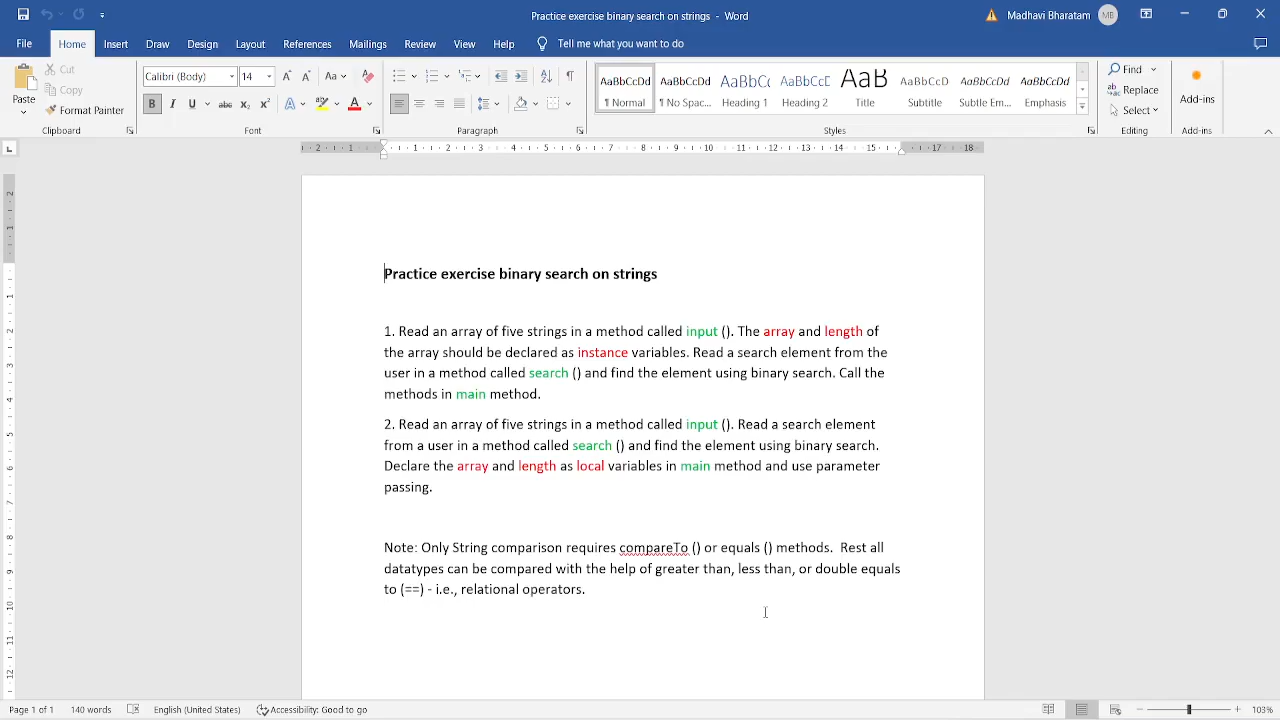 Practice exercise binary search on strings - Word
Madhavi Bharatam MB
File Home Insert Draw Design Layout References Mailings Review View Help Tell me what you want to do
Paste
Cut
Copy
Format Painter
Clipboard
Calibri (Body) 14
Font
Paragraph
AaBbCcDd AaBbCcDd AaBbCc AaBbCcD AaB AaBbCcD AaBbCcDd AaBbCcDd
¶ Normal ¶ No Spac... Heading 1 Heading 2 Title Subtitle Subtle Em... Emphasis
Styles
Find
Replace
Select
Editing
Add-ins
Add-ins
Practice exercise binary search on strings
1. Read an array of five strings in a method called input (). The array and length of
the array should be declared as instance variables. Read a search element from the
user in a method called search () and find the element using binary search. Call the
methods in main method.
2. Read an array of five strings in a method called input (). Read a search element
from a user in a method called search () and find the element using binary search.
Declare the array and length as local variables in main method and use parameter
passing.
Note: Only String comparison requires compareTo () or equals () methods.  Rest all
datatypes can be compared with the help of greater than, less than, or double equals
to (==) - i.e., relational operators.
Page 1 of 1 140 words English (United States) Accessibility: Good to go 103%